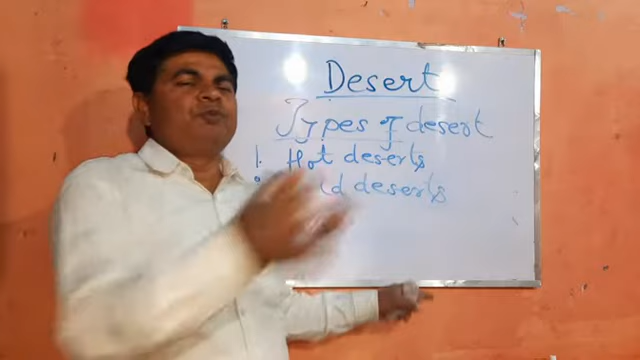 Desert
Types of desert
1. Hot deserts
deserts